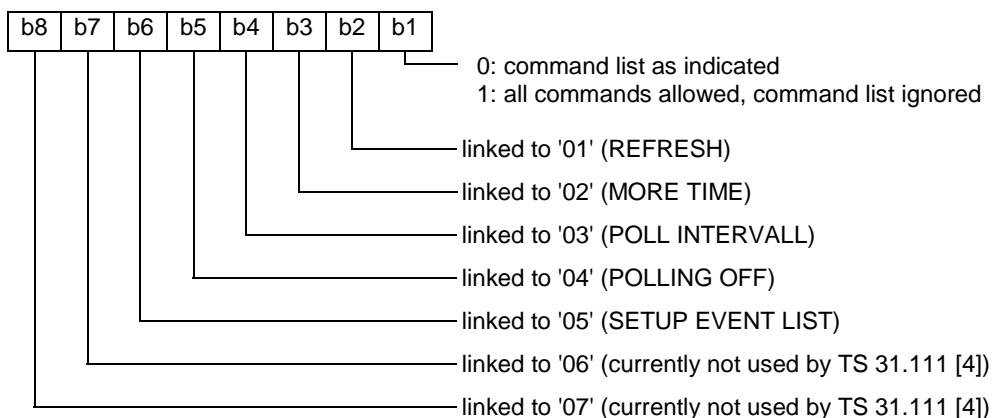 b8 b7 b6 b5 b4 b3 b2 b1
0: command list as indicated
1: all commands allowed, command list ignored
linked to '01' (REFRESH)
linked to '02' (MORE TIME)
linked to '03' (POLL INTERVALL)
linked to '04' (POLLING OFF)
linked to '05' (SETUP EVENT LIST)
linked to '06' (currently not used by TS 31.111 [4])
linked to '07' (currently not used by TS 31.111 [4])